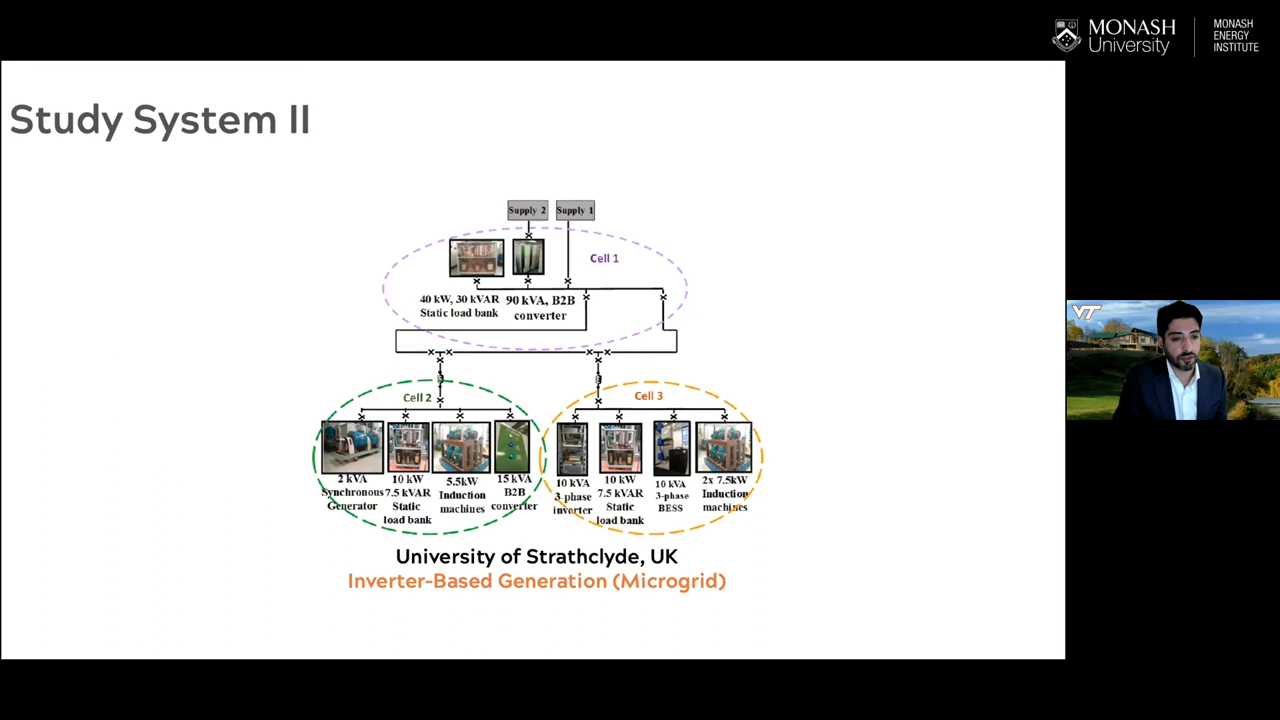 MONASH
University
MONASH
ENERGY
INSTITUTE
Study System II
Supply 2
Supply 1
Cell 1
40 kW, 30 kVAR
Static load bank
90 kVA, B2B
converter
Cell 2
Cell 3
2 kVA
Synchronous
Generator
10 kW
7.5 kVAR
Static
load bank
5.5kW
Induction
machines
15 kVA
B2B
converter
10 kVA
3-phase
inverter
10 kW
7.5 kVAR
Static
load bank
10 kVA
3-phase
BESS
2x 7.5kW
Induction
machines
University of Strathclyde, UK
Inverter-Based Generation (Microgrid)
VT